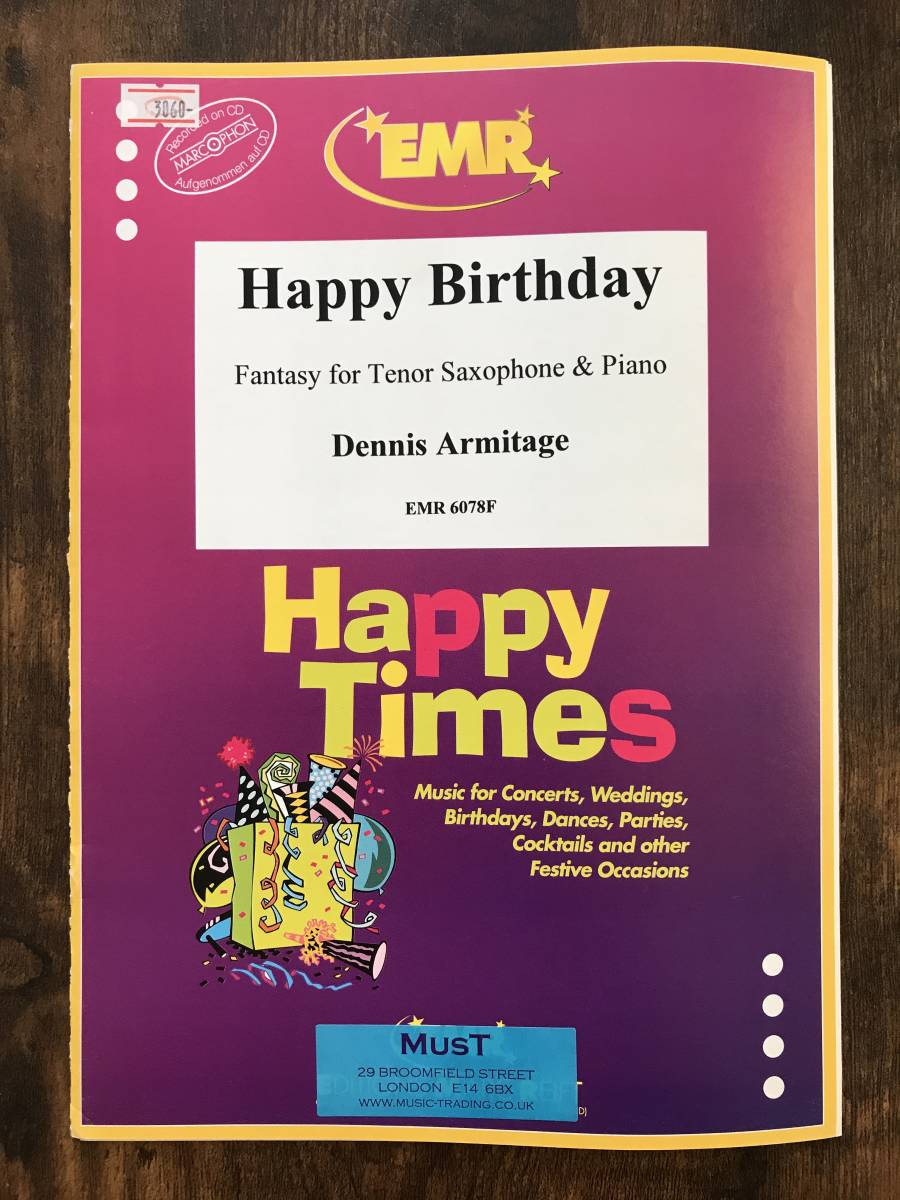 3060-
Recorded on CD
MARCOPHON
Aufgenommen auf CD
EMR
Happy Birthday
Fantasy for Tenor Saxophone & Piano
Dennis Armitage
EMR 6078F
Happy
Times
Music for Concerts, Weddings,
Birthdays, Dances, Parties,
Cocktails and other
Festive Occasions
MusT
29 BROOMFIELD STREET
LONDON E14 6BX
WWW.MUSIC-TRADING.CO.UK